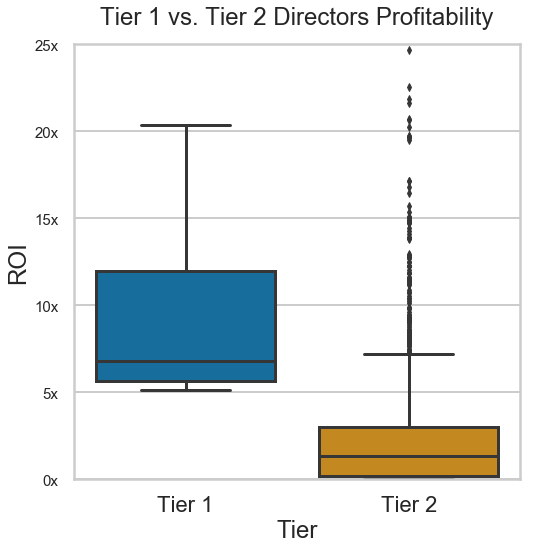 Tier 1 vs. Tier 2 Directors Profitability
25x
20x
15x
10x
5x
0x
ROI
Tier 1
Tier 2
Tier